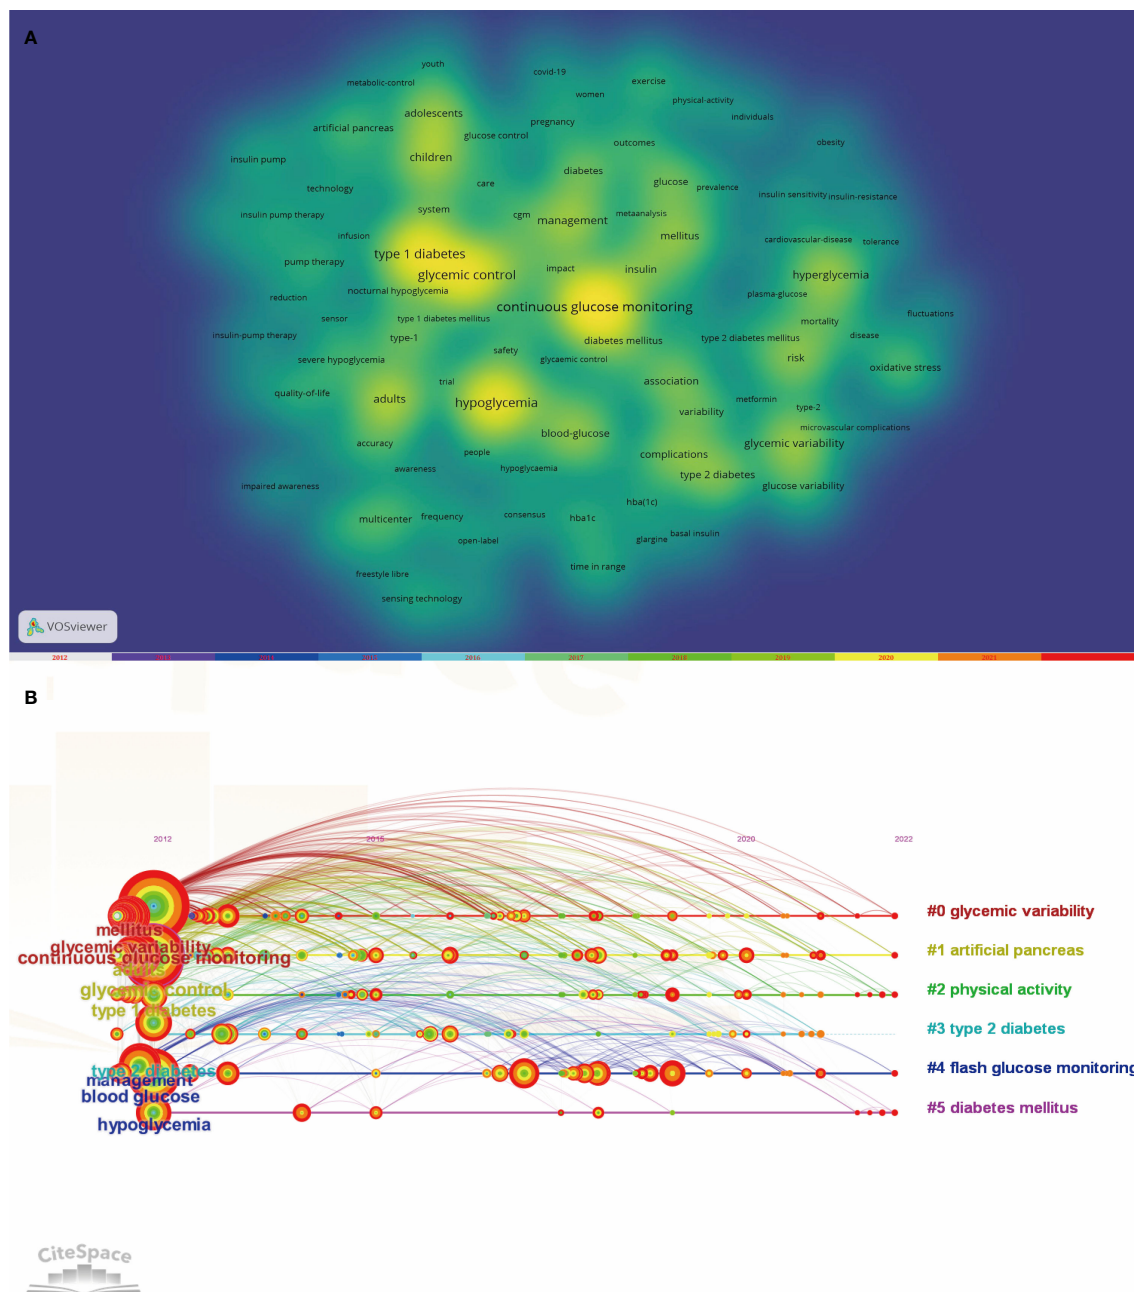 A
youth
covid-19
metabolic-control
exercise
women
physical-activity
adolescents
individuals
pregnancy
artificial pancreas
glucose control
outcomes
obesity
children
insulin pump
diabetes
care
glucose
prevalence
technology
insulin sensitivity
insulin-resistance
system
insulin pump therapy
cgm
management
metaanalysis
infusion
mellitus
cardiovascular-disease
tolerance
type 1 diabetes
pump therapy
glycemic control
impact
insulin
hyperglycemia
nocturnal hypoglycemia
plasma-glucose
reduction
continuous glucose monitoring
fluctuations
sensor
type 1 diabetes mellitus
mortality
insulin-pump therapy
type-1
diabetes mellitus
type 2 diabetes mellitus
disease
safety
severe hypoglycemia
glycaemic control
risk
oxidative stress
trial
association
quality-of-life
adults
hypoglycemia
metformin
type-2
variability
blood-glucose
microvascular complications
accuracy
glycemic variability
people
complications
awareness
hypoglycaemia
type 2 diabetes
impaired awareness
glucose variability
hba(1c)
multicenter
frequency
consensus
hba1c
open-label
glargine
basal insulin
time in range
freestyle libre
sensing technology
VOSviewer
2012
2016
2017
2018
2019
2020
2021
B
2012
2015
2020
2022
#0 glycemic variability
mellitus
glycemic variability
continuous glucose monitoring
#1 artificial pancreas
adults
glycemic control
#2 physical activity
type 1 diabetes
#3 type 2 diabetes
type 2 diabetes
#4 flash glucose monitoring
management
blood glucose
#5 diabetes mellitus
hypoglycemia
CiteSpace